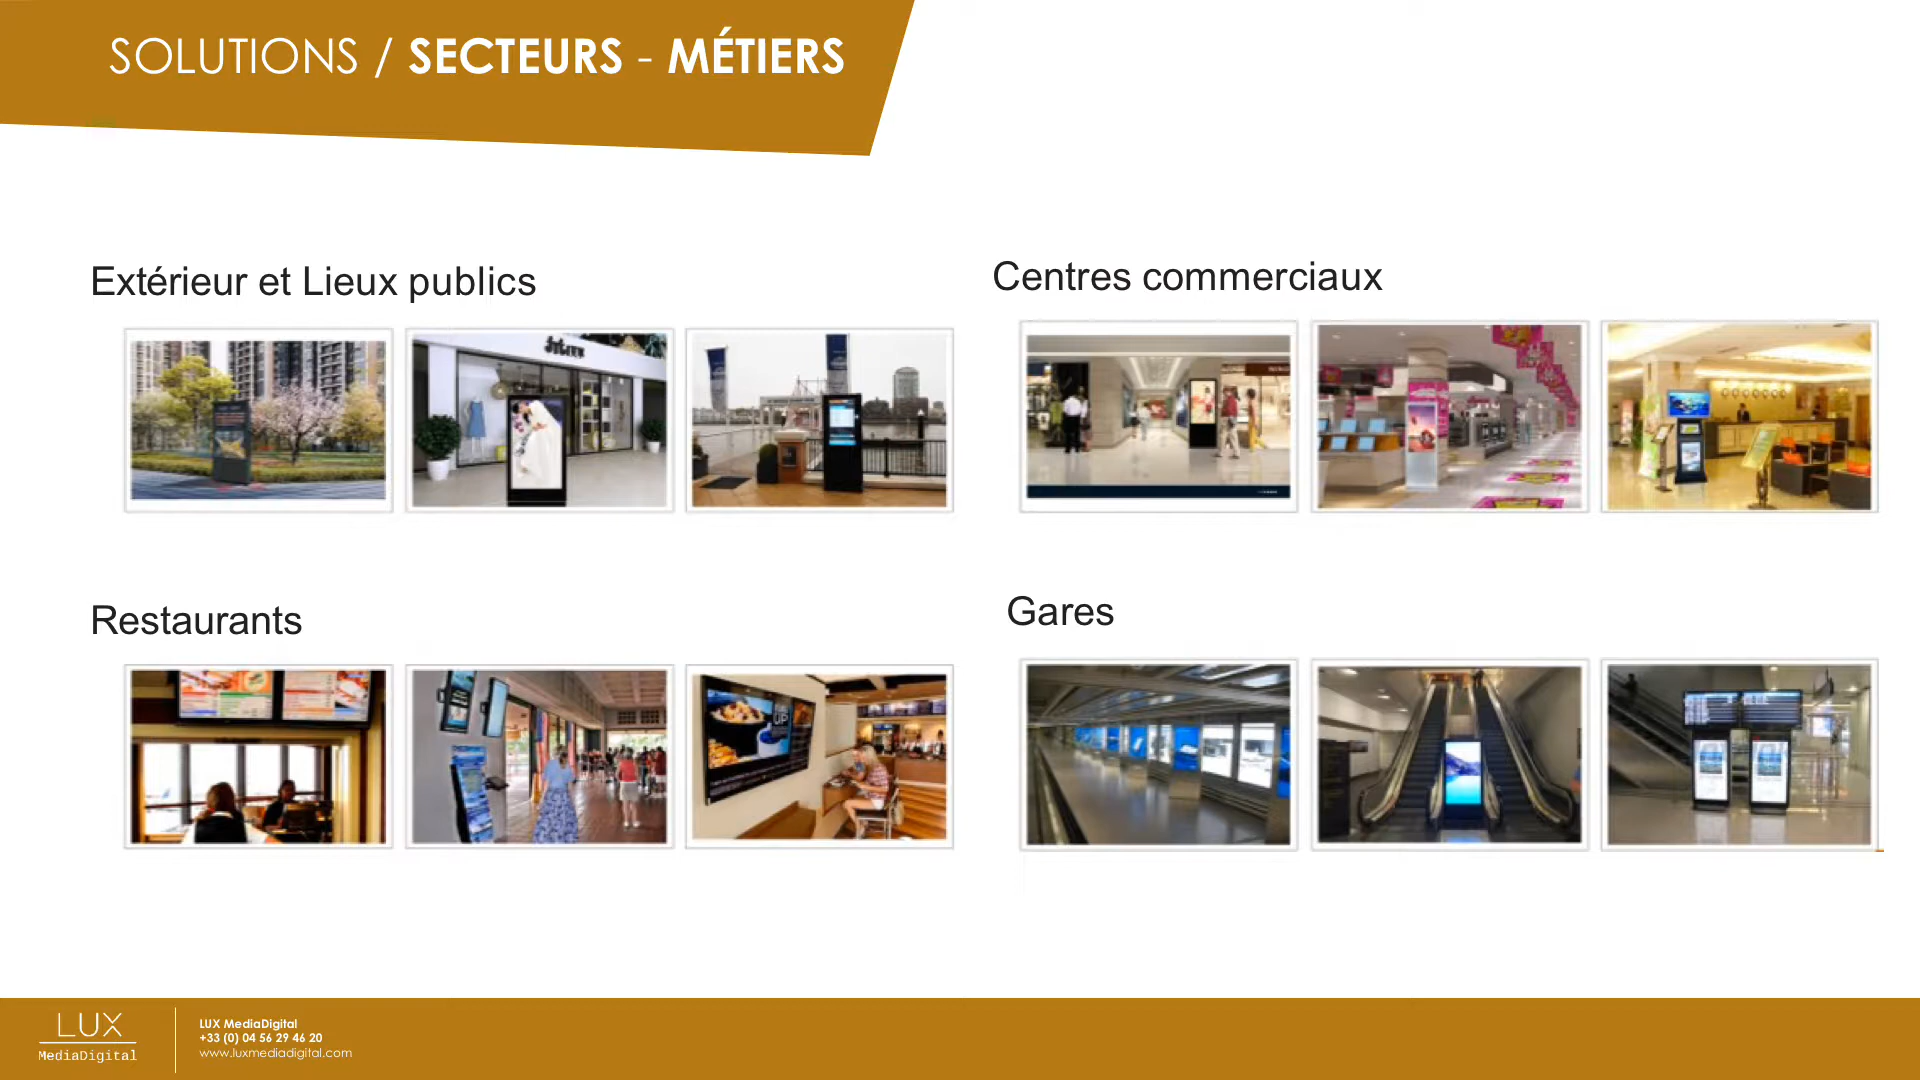 SOLUTIONS / SECTEURS - MÉTIERS
Extérieur et Lieux publics
Centres commerciaux
Restaurants
Gares
UP
LUX
MediaDigital
LUX MediaDigital
+33 (0) 04 56 29 46 20
www.luxmediadigital.com